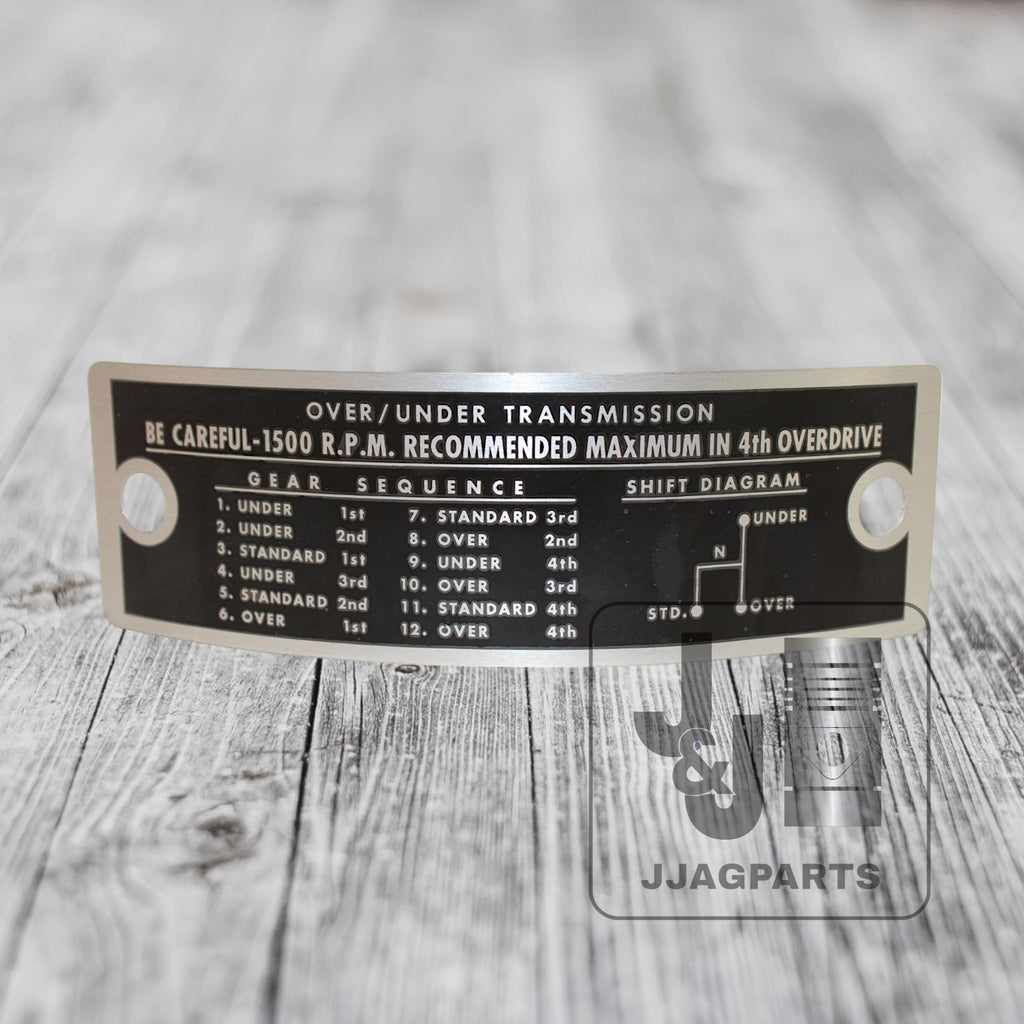 OVER/UNDER TRANSMISSION
BE CAREFUL-1500 R.P.M. RECOMMENDED MAXIMUM IN 4th OVERDRIVE
GEAR SEQUENCE
1. UNDER 1st
2. UNDER 2nd
3. STANDARD 1st
4. UNDER 3rd
5. STANDARD 2nd
6. OVER 1st
7. STANDARD 3rd
8. OVER 2nd
9. UNDER 4th
10. OVER 3rd
11. STANDARD 4th
12. OVER 4th
SHIFT DIAGRAM
UNDER
N
STD. OVER
J&J
JJAGPARTS